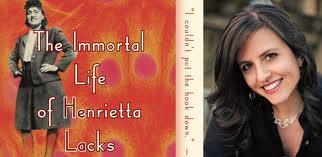 The Immortal
Life
of Henrietta
Lacks
"I couldn't put the book down." —